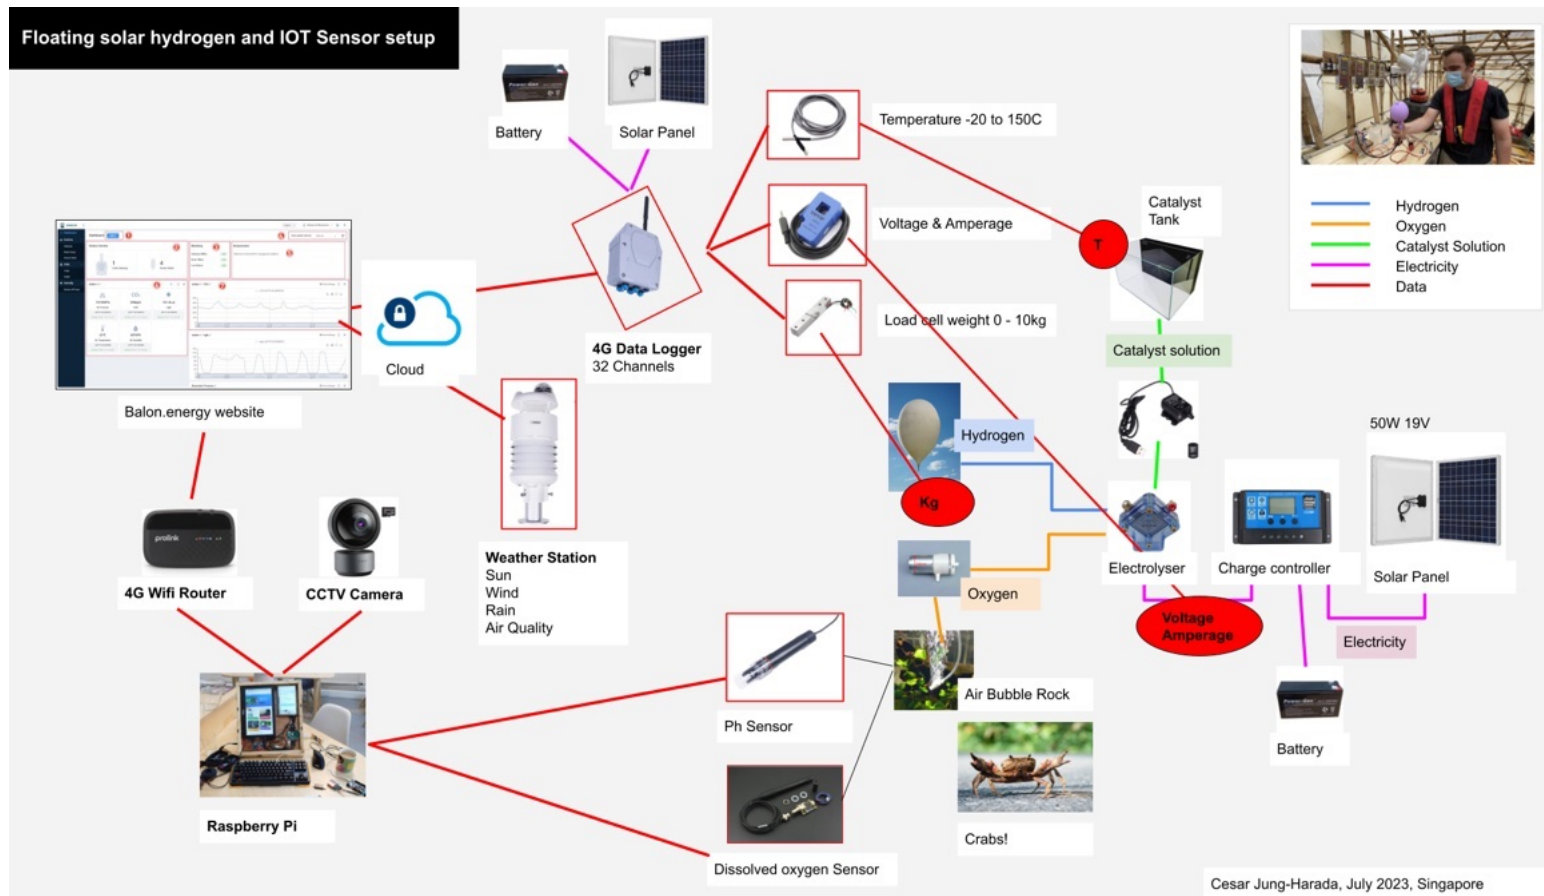 Floating solar hydrogen and IOT Sensor setup
Battery
Solar Panel
Temperature -20 to 150C
Voltage & Amperage
Load cell weight 0 - 10kg
Catalyst
Tank
T
Hydrogen
Oxygen
Catalyst Solution
Electricity
Data
Cloud
4G Data Logger
32 Channels
Catalyst solution
Balon.energy website
Hydrogen
50W 19V
Kg
prolink
4G Wifi Router
CCTV Camera
Weather Station
Sun
Wind
Rain
Air Quality
Oxygen
Electrolyser
Charge controller
Solar Panel
Voltage
Amperage
Electricity
Ph Sensor
Air Bubble Rock
Battery
Raspberry Pi
Crabs!
Dissolved oxygen Sensor
Cesar Jung-Harada, July 2023, Singapore